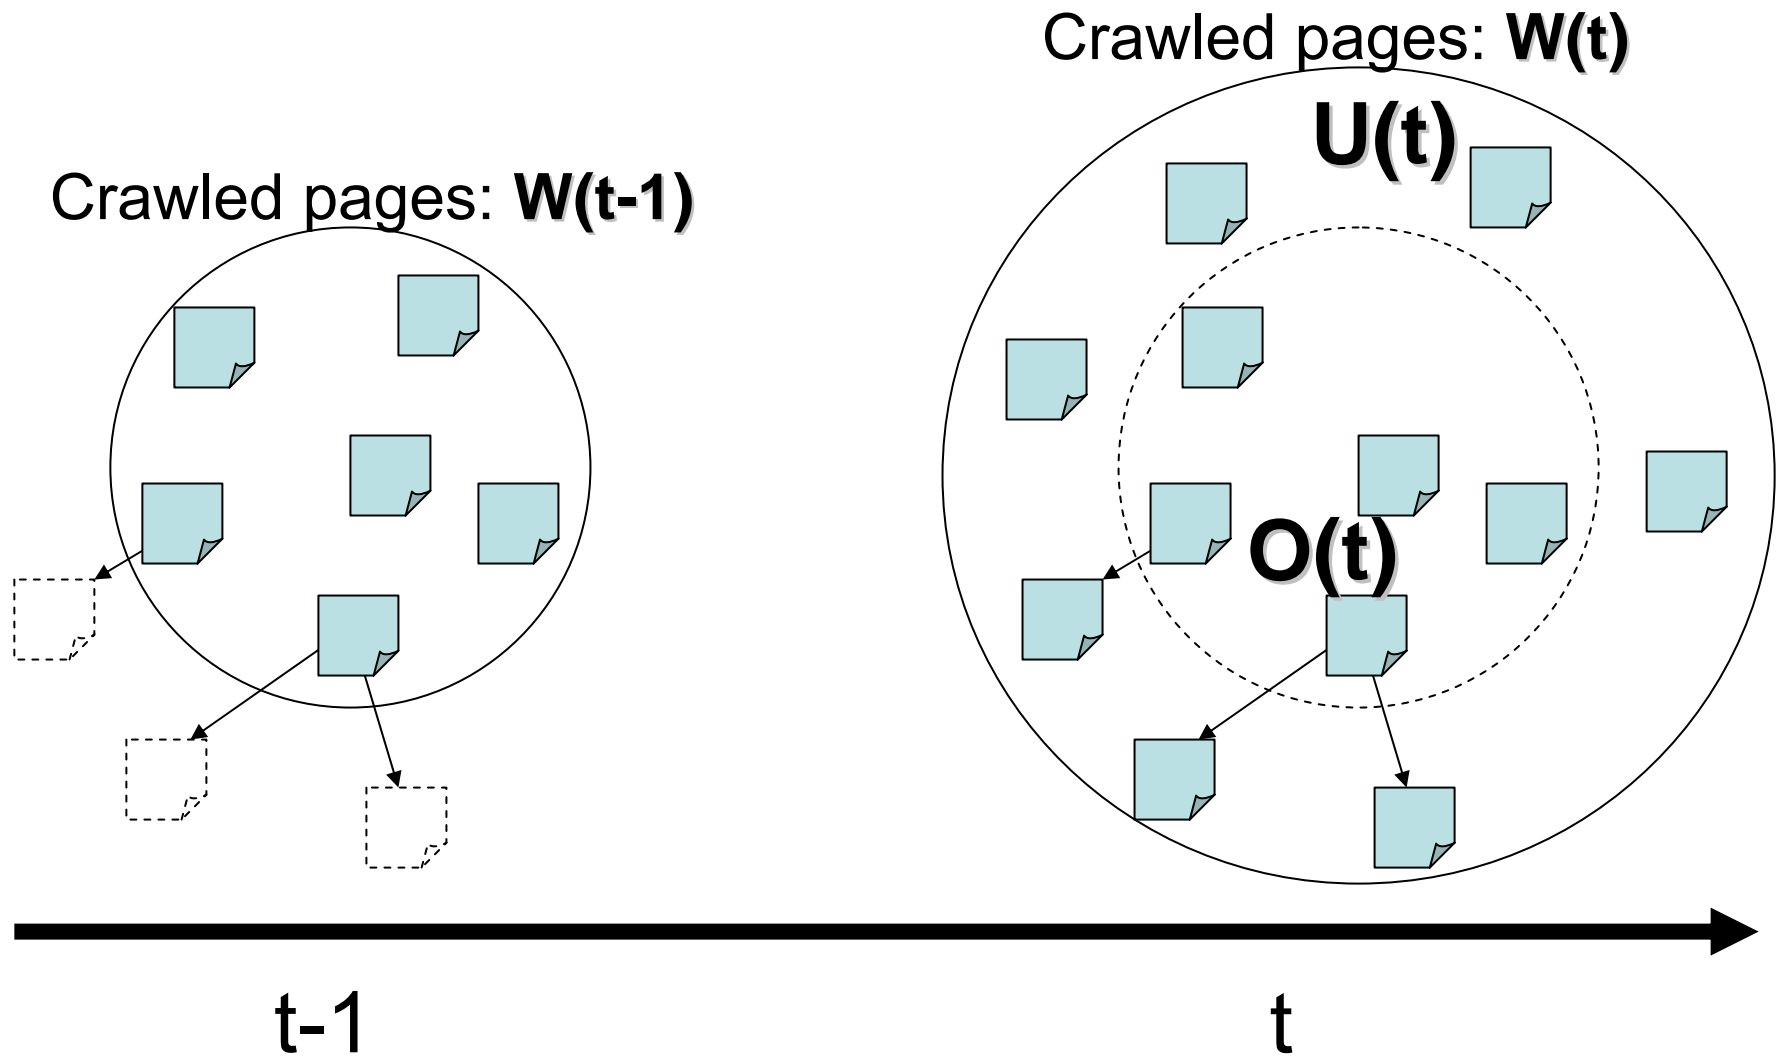 Crawled pages: W(t-1)
Crawled pages: W(t)
U(t)
O(t)
t-1
t